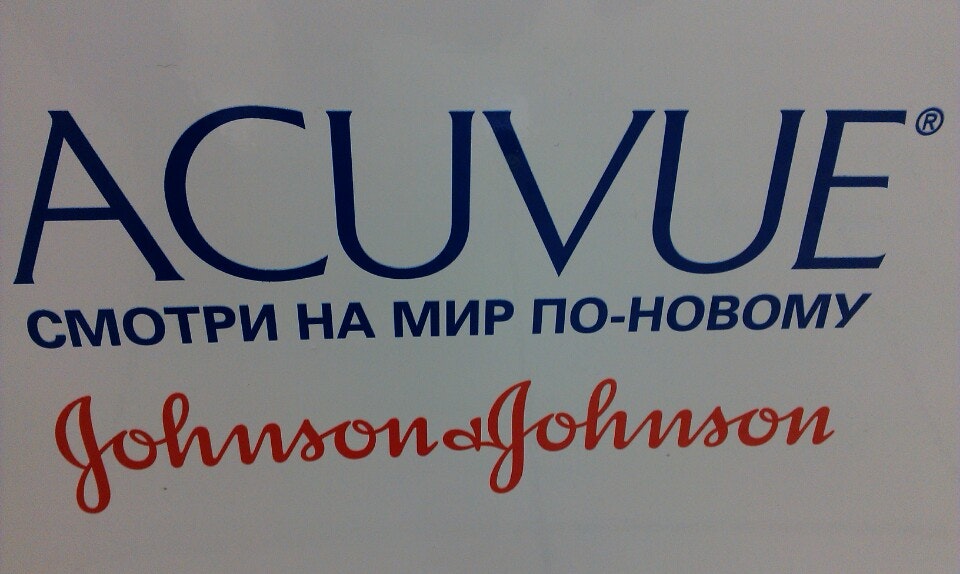 ACUVUE®
СМОТРИ НА МИР ПО-НОВОМУ
Johnson & Johnson